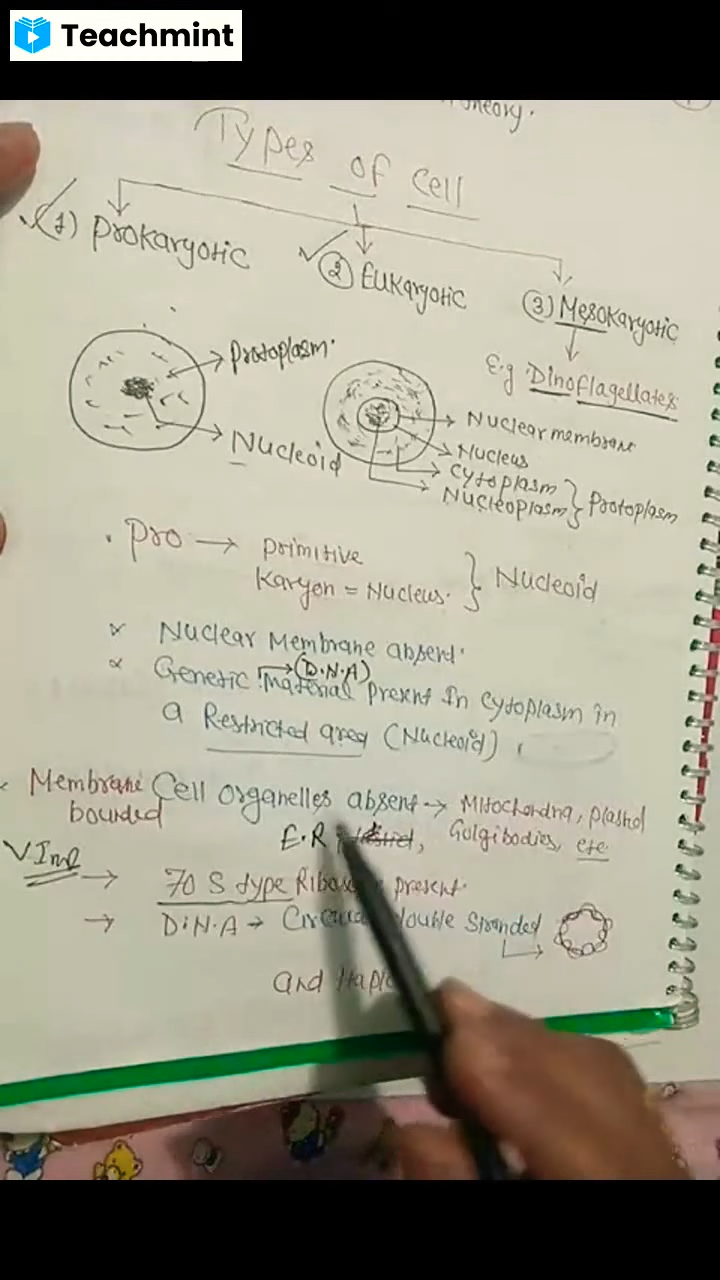 Teachmint
Theory.
Types of Cell
(1) Prokaryotic
(2) Eukaryotic
(3) Mesokaryotic
E.g Dinoflagellates
Protoplasm.
Nucleoid
Nuclear membrane
Nucleus
Cytoplasm
Nucleoplasm
Protoplasm
Pro → primitive
Karyon = Nucleus.
Nucleoid
Nuclear Membrane absent.
→ (D.N.A)
Genetic material present in cytoplasm in
a Restricted area (Nucleoid)
Membrane Cell organelles absent → Mitochondria, plastid
bounded
E.R, Golgibodies, etc
V Imp
→ 70 S type present.
→ D.N.A → double Stranded
and